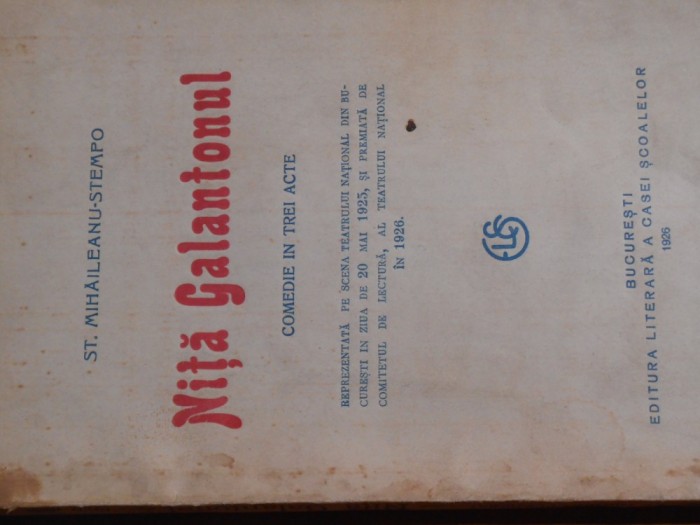 ST. MIHĂILEANU-STEMPO
Niță Galantonul
COMEDIE IN TREI ACTE
REPREZENTATĂ PE SCENA TEATRULUI NAȚIONAL DIN BU-
CUREȘTI IN ZIUA DE 20 MAI 1925, ȘI PREMIATĂ DE
COMITETUL DE LECTURĂ, AL TEATRULUI NAȚIONAL
ÎN 1926.
BUCUREȘTI
EDITURA LITERARĂ A CASEI ȘCOALELOR
1926